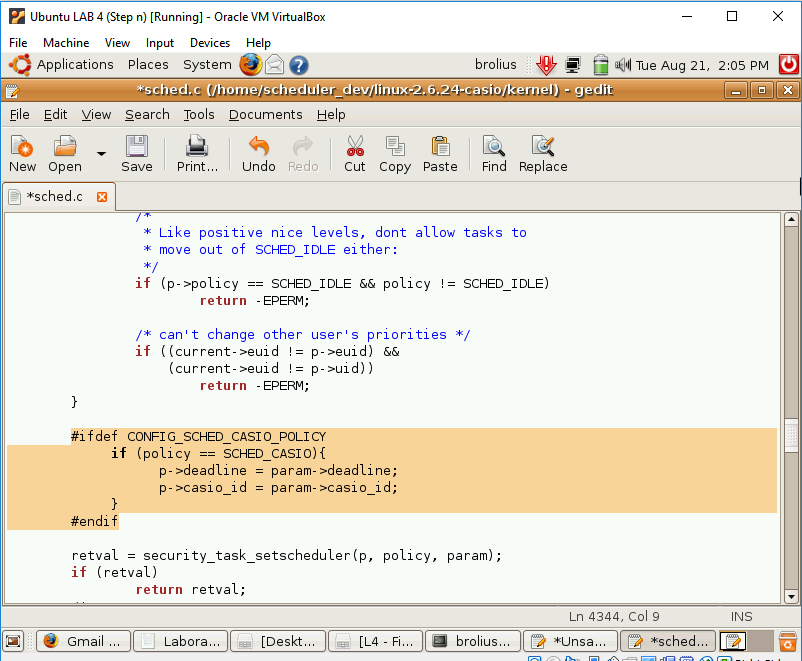 Ubuntu LAB 4 (Step n) [Running] - Oracle VM VirtualBox
File Machine View Input Devices Help
Applications Places System ? brolius Tue Aug 21, 2:05 PM
*sched.c (/home/scheduler_dev/linux-2.6.24-casio/kernel) - gedit
File Edit View Search Tools Documents Help
New Open Save Print... Undo Redo Cut Copy Paste Find Replace
*sched.c
/*
* Like positive nice levels, dont allow tasks to
* move out of SCHED_IDLE either:
*/
if (p->policy == SCHED_IDLE && policy != SCHED_IDLE)
return -EPERM;
/* can't change other user's priorities */
if ((current->euid != p->euid) &&
(current->euid != p->uid))
return -EPERM;
}
#ifdef CONFIG_SCHED_CASIO_POLICY
if (policy == SCHED_CASIO){
p->deadline = param->deadline;
p->casio_id = param->casio_id;
}
#endif
retval = security_task_setscheduler(p, policy, param);
if (retval)
return retval;
Ln 4344, Col 9 INS
Gmail ... Labora... [Deskt... [L4 - Fi... brolius... *Unsa... *sched...